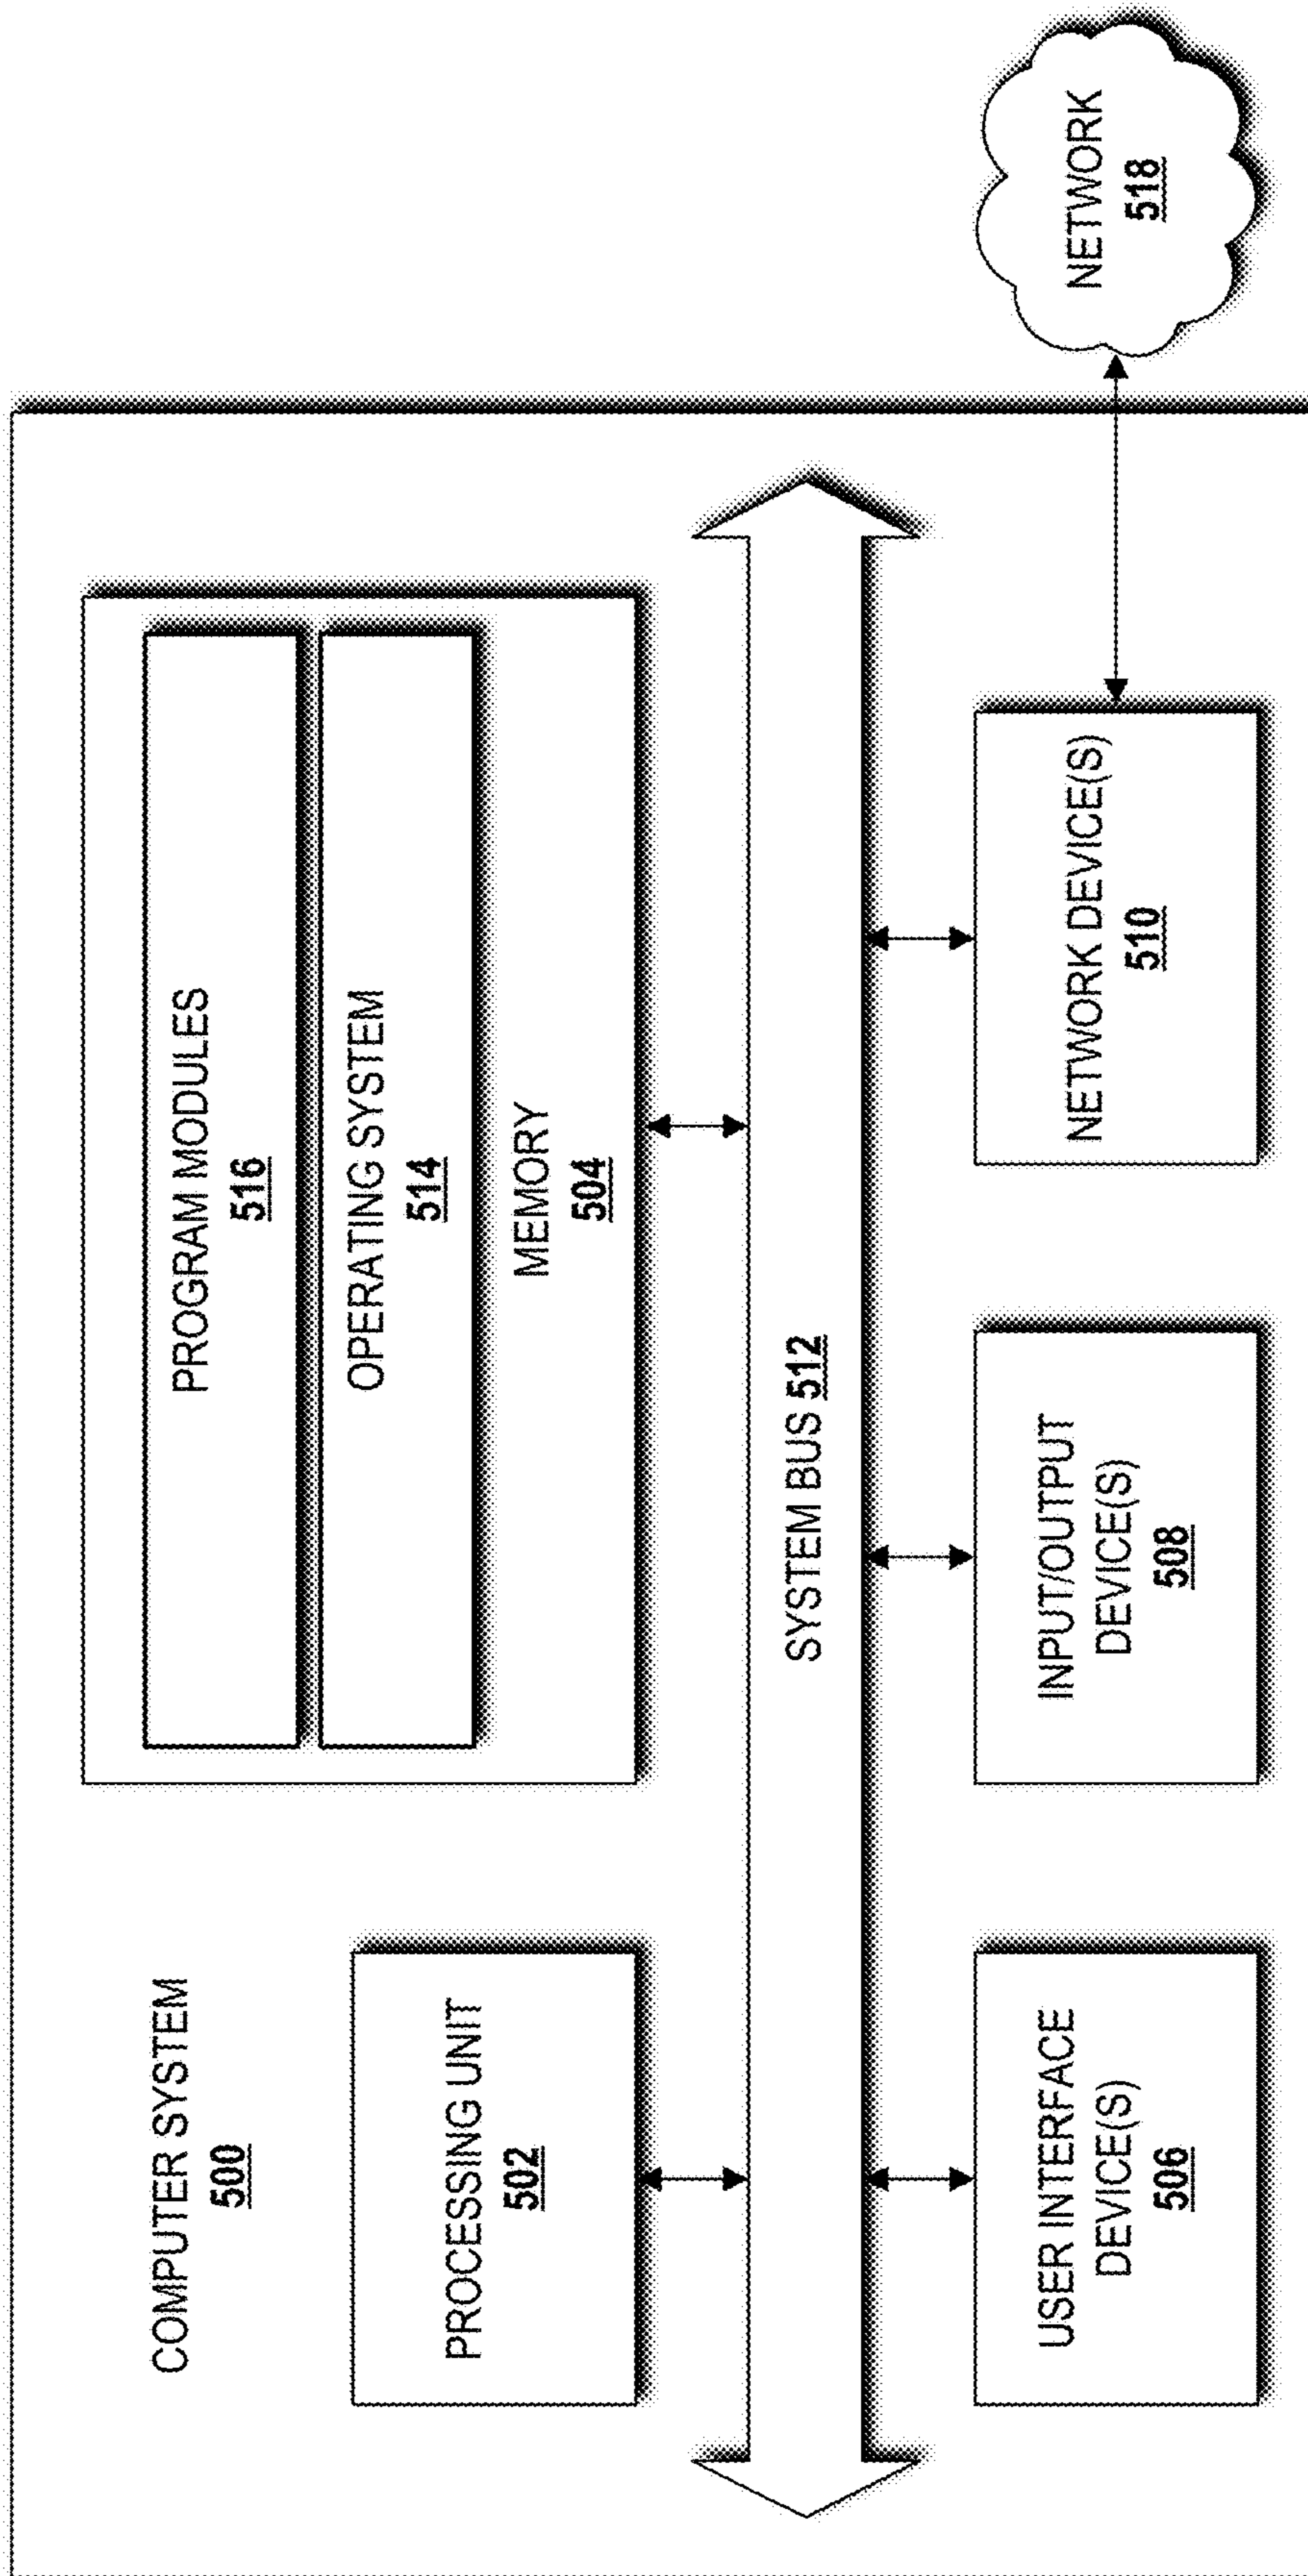 COMPUTER SYSTEM
500
PROCESSING UNIT
502
PROGRAM MODULES
516
OPERATING SYSTEM
514
MEMORY
504
SYSTEM BUS 512
USER INTERFACE
DEVICE(S)
506
INPUT/OUTPUT
DEVICE(S)
508
NETWORK DEVICE(S)
510
NETWORK
518